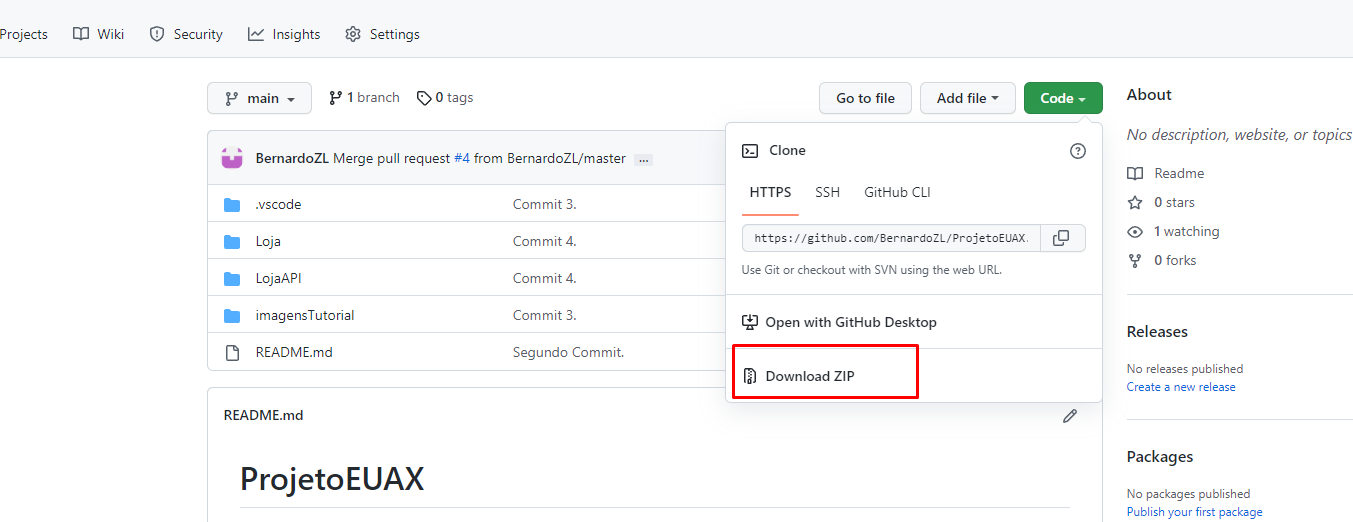 Projects Wiki Security Insights Settings
main 1 branch 0 tags Go to file Add file Code
BernardoZL Merge pull request #4 from BernardoZL/master ...
.vscode Commit 3.
Loja Commit 4.
LojaAPI Commit 4.
imagensTutorial Commit 3.
README.md Segundo Commit.
Clone
HTTPS SSH GitHub CLI
https://github.com/BernardoZL/ProjetoEUAX.
Use Git or checkout with SVN using the web URL.
Open with GitHub Desktop
Download ZIP
README.md
ProjetoEUAX
About
No description, website, or topics
Readme
0 stars
1 watching
0 forks
Releases
No releases published
Create a new release
Packages
No packages published
Publish your first package